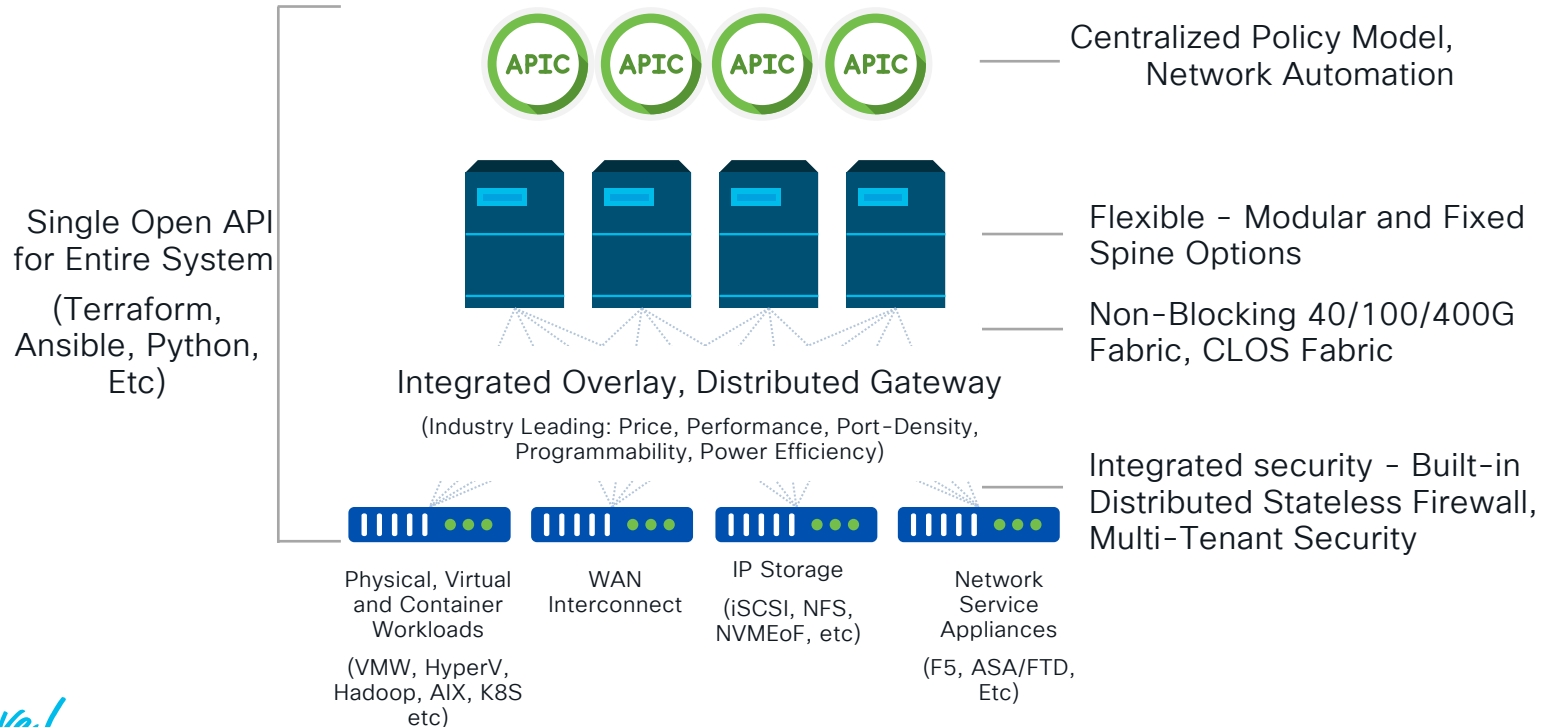 APIC APIC APIC APIC
Centralized Policy Model,
Network Automation
Single Open API
for Entire System
(Terraform,
Ansible, Python,
Etc)
Flexible - Modular and Fixed
Spine Options
Non-Blocking 40/100/400G
Fabric, CLOS Fabric
Integrated Overlay, Distributed Gateway
(Industry Leading: Price, Performance, Port-Density,
Programmability, Power Efficiency)
Integrated security - Built-in
Distributed Stateless Firewall,
Multi-Tenant Security
Physical, Virtual
and Container
Workloads
(VMW, HyperV,
Hadoop, AIX, K8S
etc)
WAN
Interconnect
IP Storage
(iSCSI, NFS,
NVMEoF, etc)
Network
Service
Appliances
(F5, ASA/FTD,
Etc)